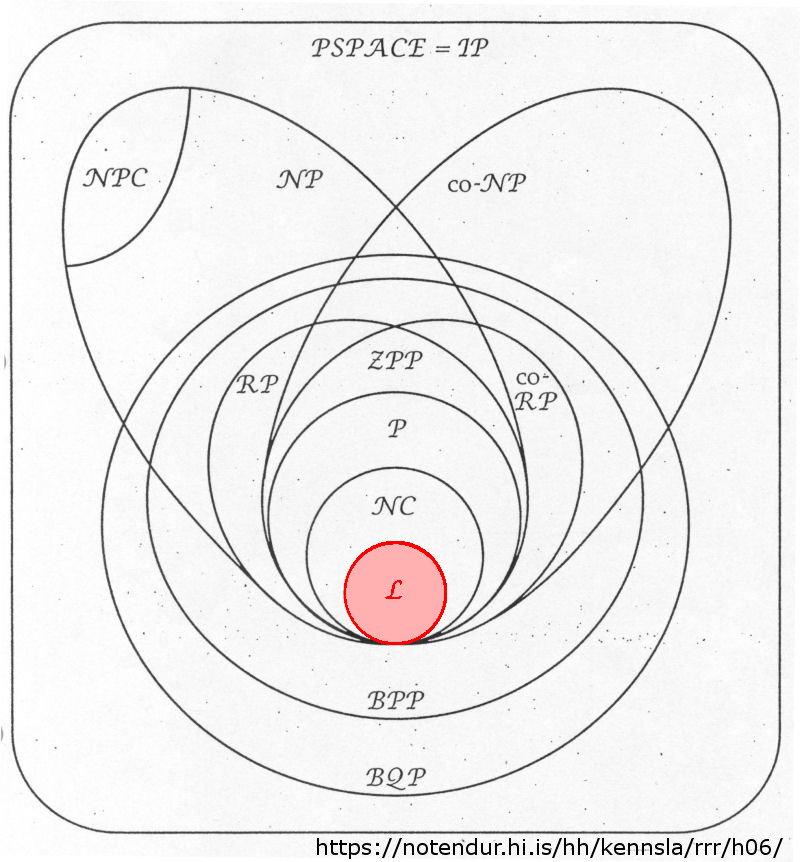 PSPACE = IP
NPC
NP
co-NP
ZPP
RP
co-
RP
P
NC
L
BPP
BQP
https://notendur.hi.is/hh/kennsla/rrr/h06/